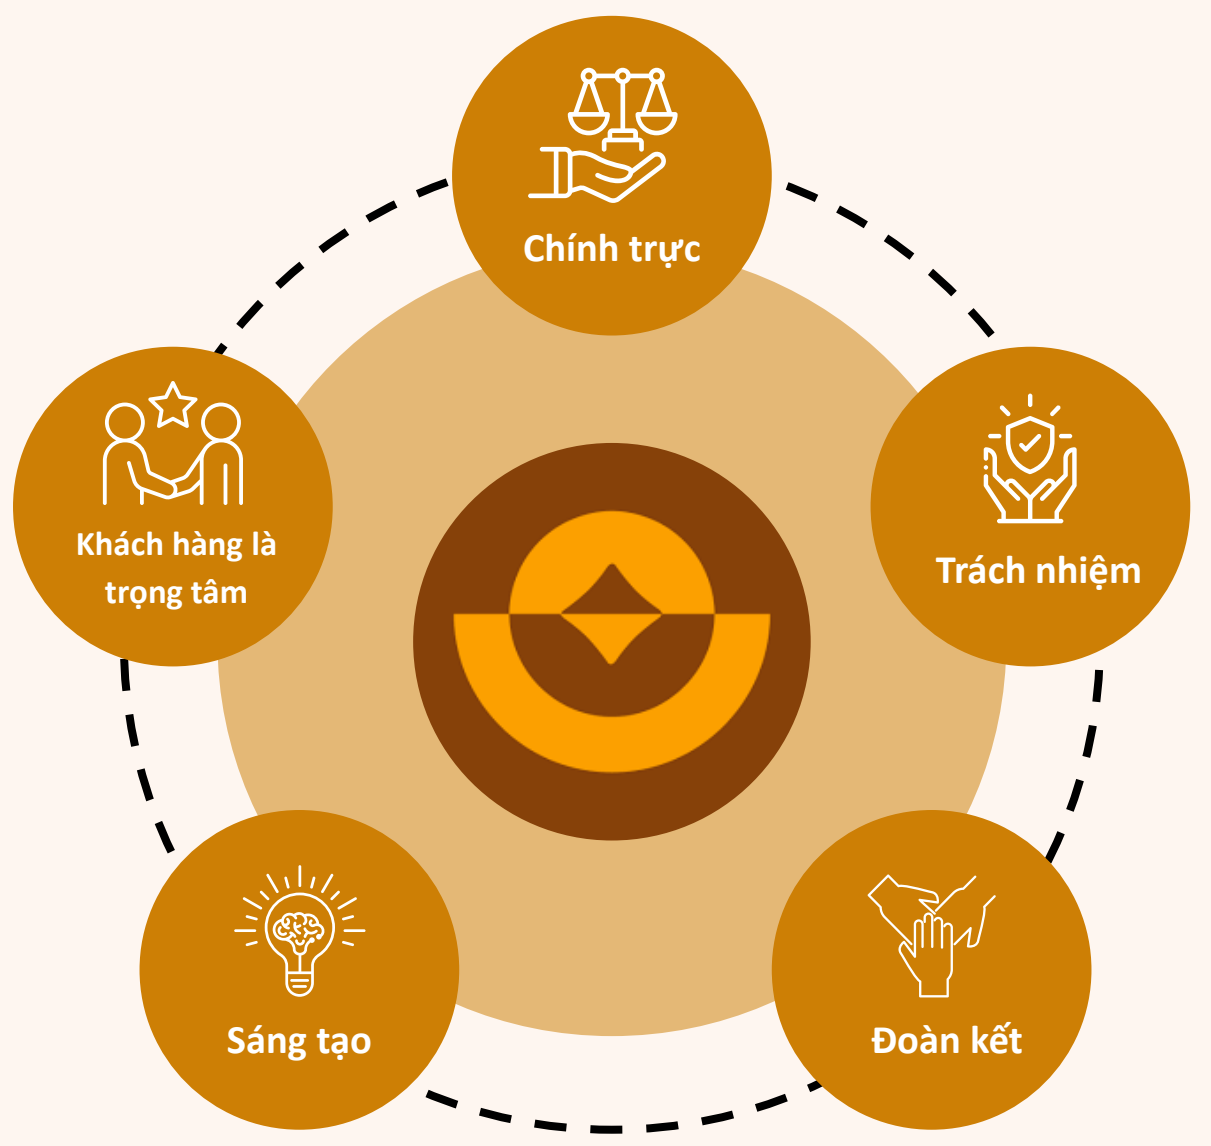 Chính trực
Khách hàng là
trọng tâm
Trách nhiệm
Sáng tạo
Đoàn kết